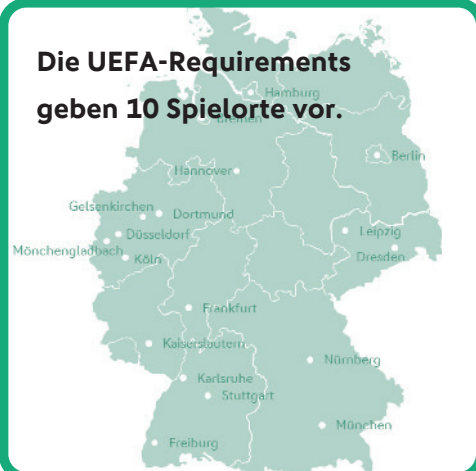 Die UEFA-Requirements
geben 10 Spielorte vor.
Hamburg
Bremen
Berlin
Hannover
Gelsenkirchen
Dortmund
Düsseldorf
Leipzig
Mönchengladbach
Köln
Dresden
Frankfurt
Kaiserslautern
Nürnberg
Karlsruhe
Stuttgart
München
Freiburg